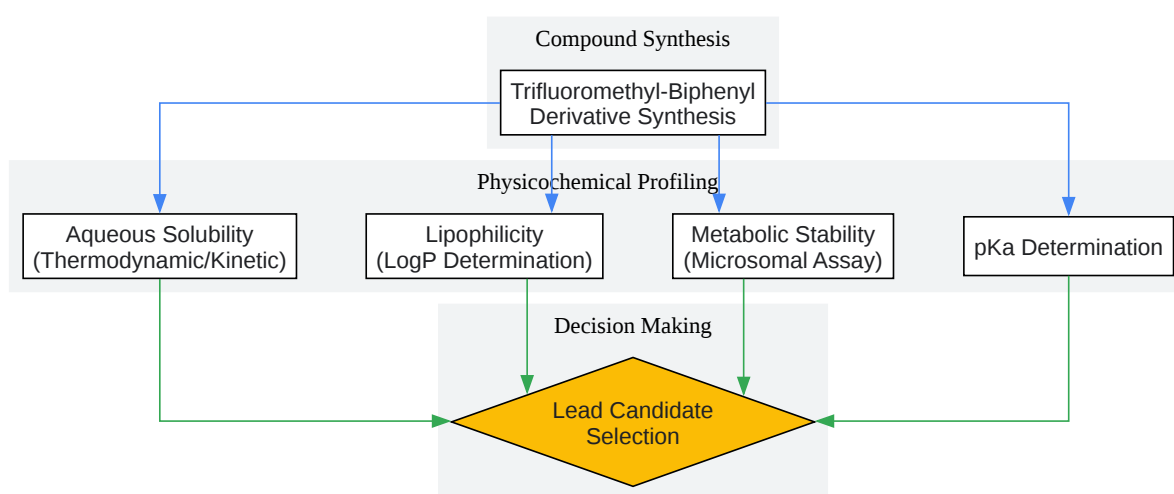 Compound Synthesis
Trifluoromethyl-Biphenyl
Derivative Synthesis
Physicochemical Profiling
Aqueous Solubility
(Thermodynamic/Kinetic)
Lipophilicity
(LogP Determination)
Metabolic Stability
(Microsomal Assay)
pKa Determination
Decision Making
Lead Candidate
Selection